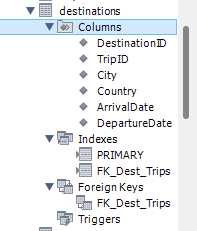 destinations
Columns
DestinationID
TripID
City
Country
ArrivalDate
DepartureDate
Indexes
PRIMARY
FK_Dest_Trips
Foreign Keys
FK_Dest_Trips
Triggers